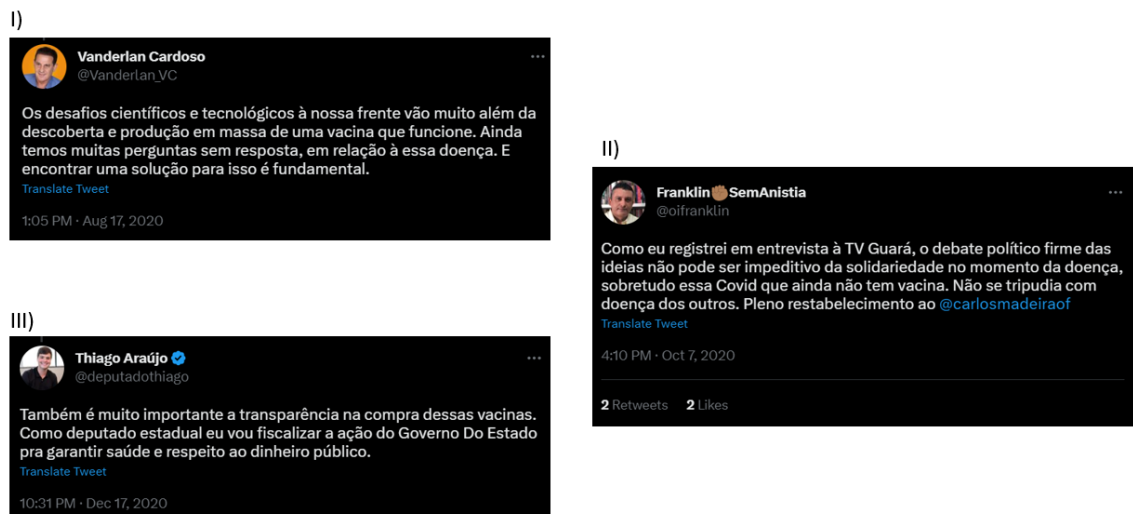 I)
Vanderlan Cardoso
@Vanderlan_VC
Os desafios científicos e tecnológicos à nossa frente vão muito além da
descoberta e produção em massa de uma vacina que funcione. Ainda
temos muitas perguntas sem resposta, em relação à essa doença. E
encontrar uma solução para isso é fundamental.
Translate Tweet
1:05 PM · Aug 17, 2020
II)
Franklin✊🏽SemAnistia
@oifranklin
Como eu registrei em entrevista à TV Guará, o debate político firme das
ideias não pode ser impeditivo da solidariedade no momento da doença,
sobretudo essa Covid que ainda não tem vacina. Não se tripudia com
doença dos outros. Pleno restabelecimento ao @carlosmadeiraof
Translate Tweet
4:10 PM · Oct 7, 2020
2 Retweets 2 Likes
III)
Thiago Araújo
@deputadothiago
Também é muito importante a transparência na compra dessas vacinas.
Como deputado estadual eu vou fiscalizar a ação do Governo Do Estado
pra garantir saúde e respeito ao dinheiro público.
Translate Tweet
10:31 PM · Dec 17, 2020